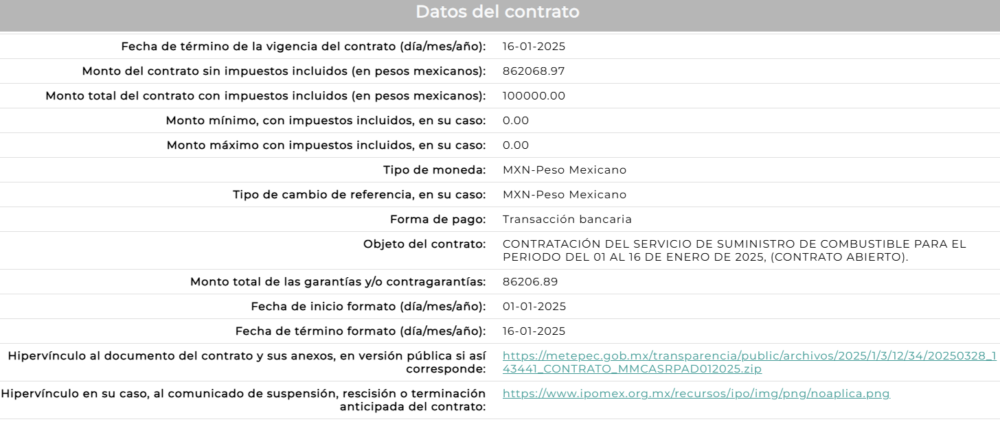 Datos del contrato
Fecha de término de la vigencia del contrato (día/mes/año): 16-01-2025
Monto del contrato sin impuestos incluidos (en pesos mexicanos): 862068.97
Monto total del contrato con impuestos incluidos (en pesos mexicanos): 100000.00
Monto mínimo, con impuestos incluidos, en su caso: 0.00
Monto máximo con impuestos incluidos, en su caso: 0.00
Tipo de moneda: MXN-Peso Mexicano
Tipo de cambio de referencia, en su caso: MXN-Peso Mexicano
Forma de pago: Transacción bancaria
Objeto del contrato: CONTRATACIÓN DEL SERVICIO DE SUMINISTRO DE COMBUSTIBLE PARA EL
PERIODO DEL 01 AL 16 DE ENERO DE 2025, (CONTRATO ABIERTO).
Monto total de las garantías y/o contragarantías: 86206.89
Fecha de inicio formato (día/mes/año): 01-01-2025
Fecha de término formato (día/mes/año): 16-01-2025
Hipervínculo al documento del contrato y sus anexos, en versión pública si así
corresponde:
https://metepec.gob.mx/transparencia/public/archivos/2025/1/3/12/34/20250328_1
43441_CONTRATO_MMCASRPAD012025.zip
Hipervínculo en su caso, al comunicado de suspensión, rescisión o terminación
anticipada del contrato:
https://www.ipomex.org.mx/recursos/ipo/img/png/noaplica.png